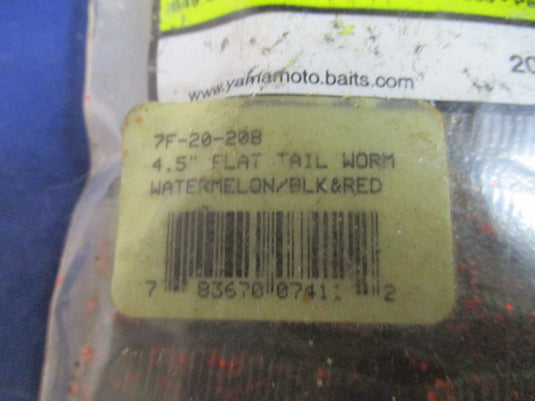 www.yamamoto.baits.com
20
7F-20-208
4.5" FLAT TAIL WORM
WATERMELON/BLK&RED
7 83670 07411 2